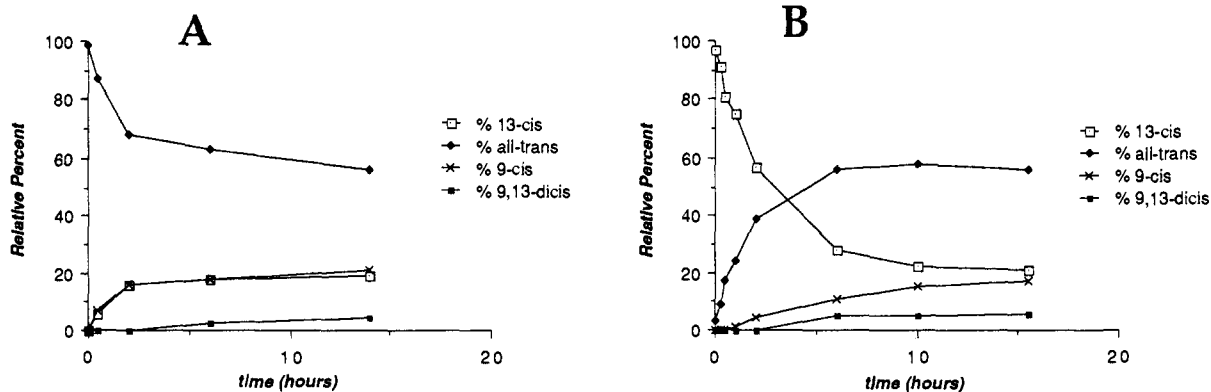 A
Relative Percent
100
80
60
40
20
0
0
10
20
time (hours)
% 13-cis
% all-trans
% 9-cis
% 9,13-dicis
B
Relative Percent
100
80
60
40
20
0
0
10
20
time (hours)
% 13-cis
% all-trans
% 9-cis
% 9,13-dicis